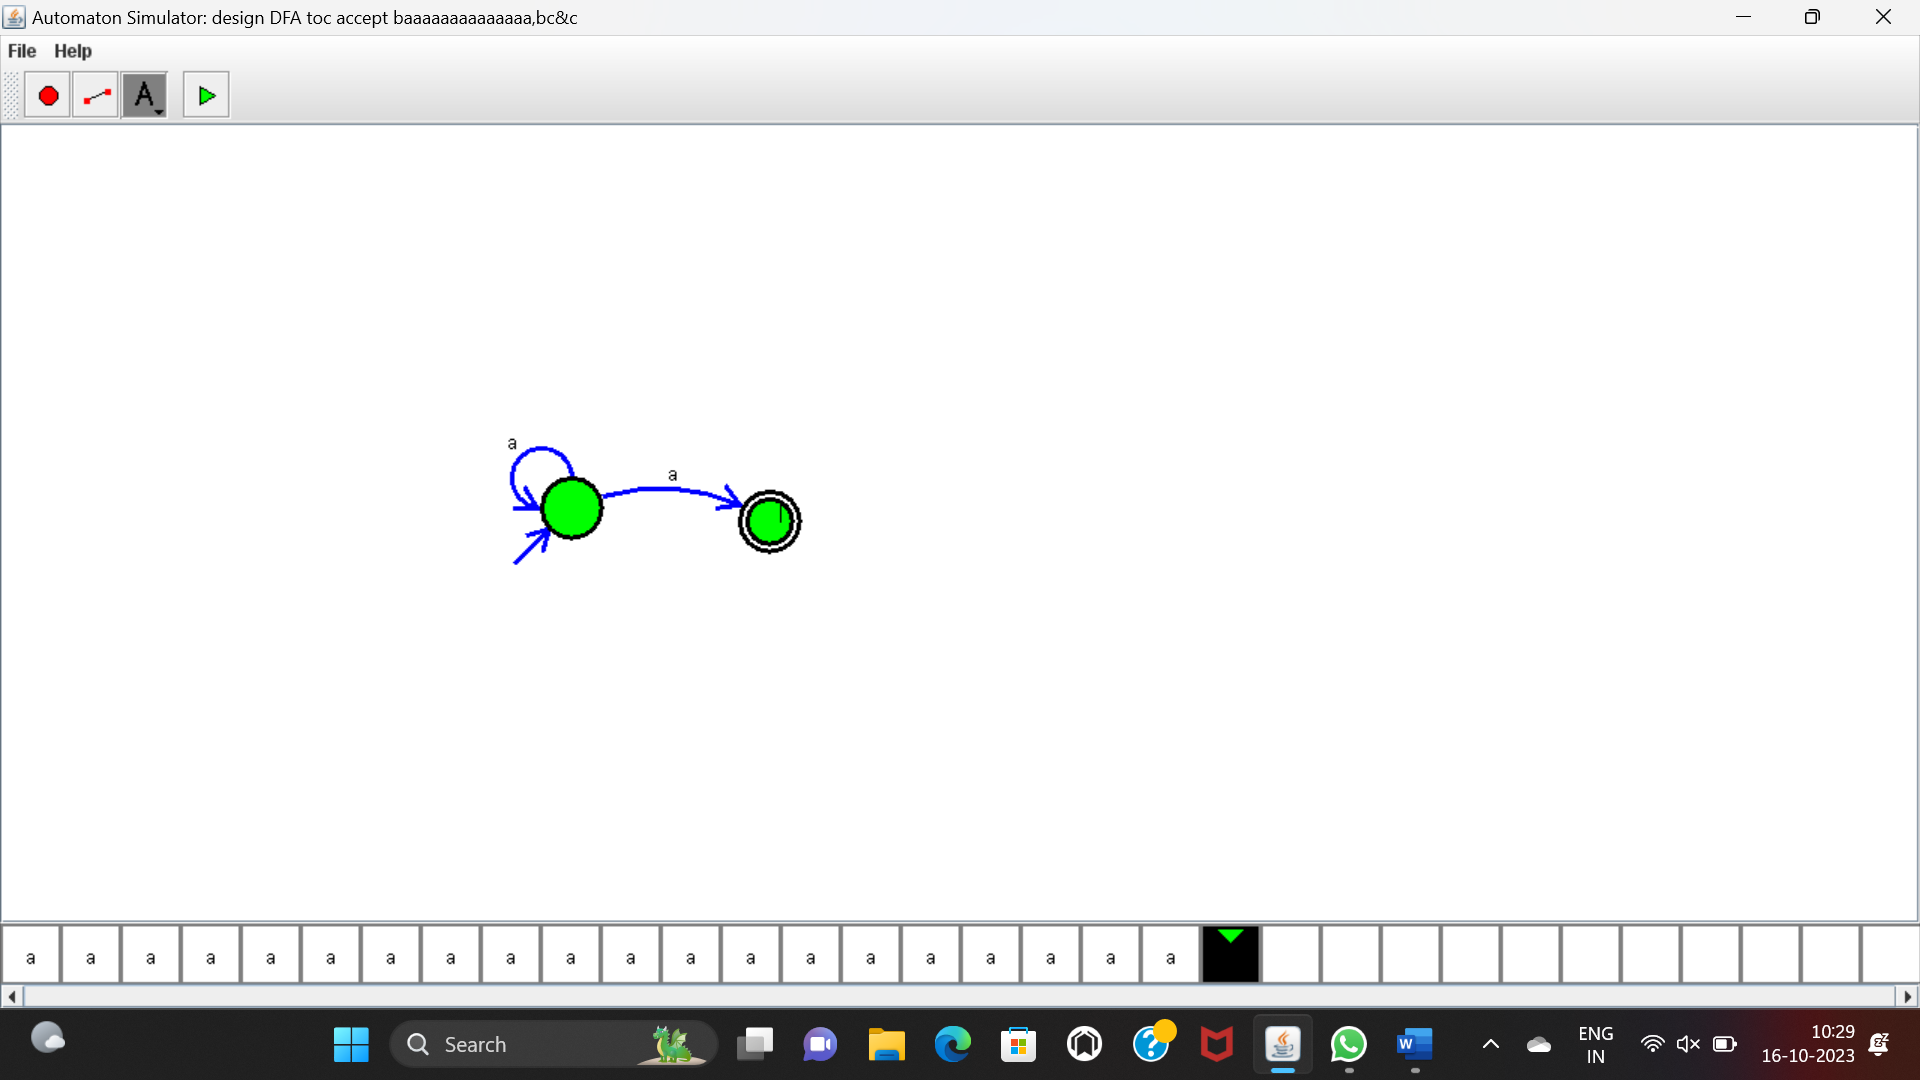 Automaton Simulator: design DFA toc accept baaaaaaaaaaaaaa,bc&c
File Help
A
a
a
a a a a a a a a a a a a a a a a a a a a
Search
W
ENG
IN
10:29
16-10-2023